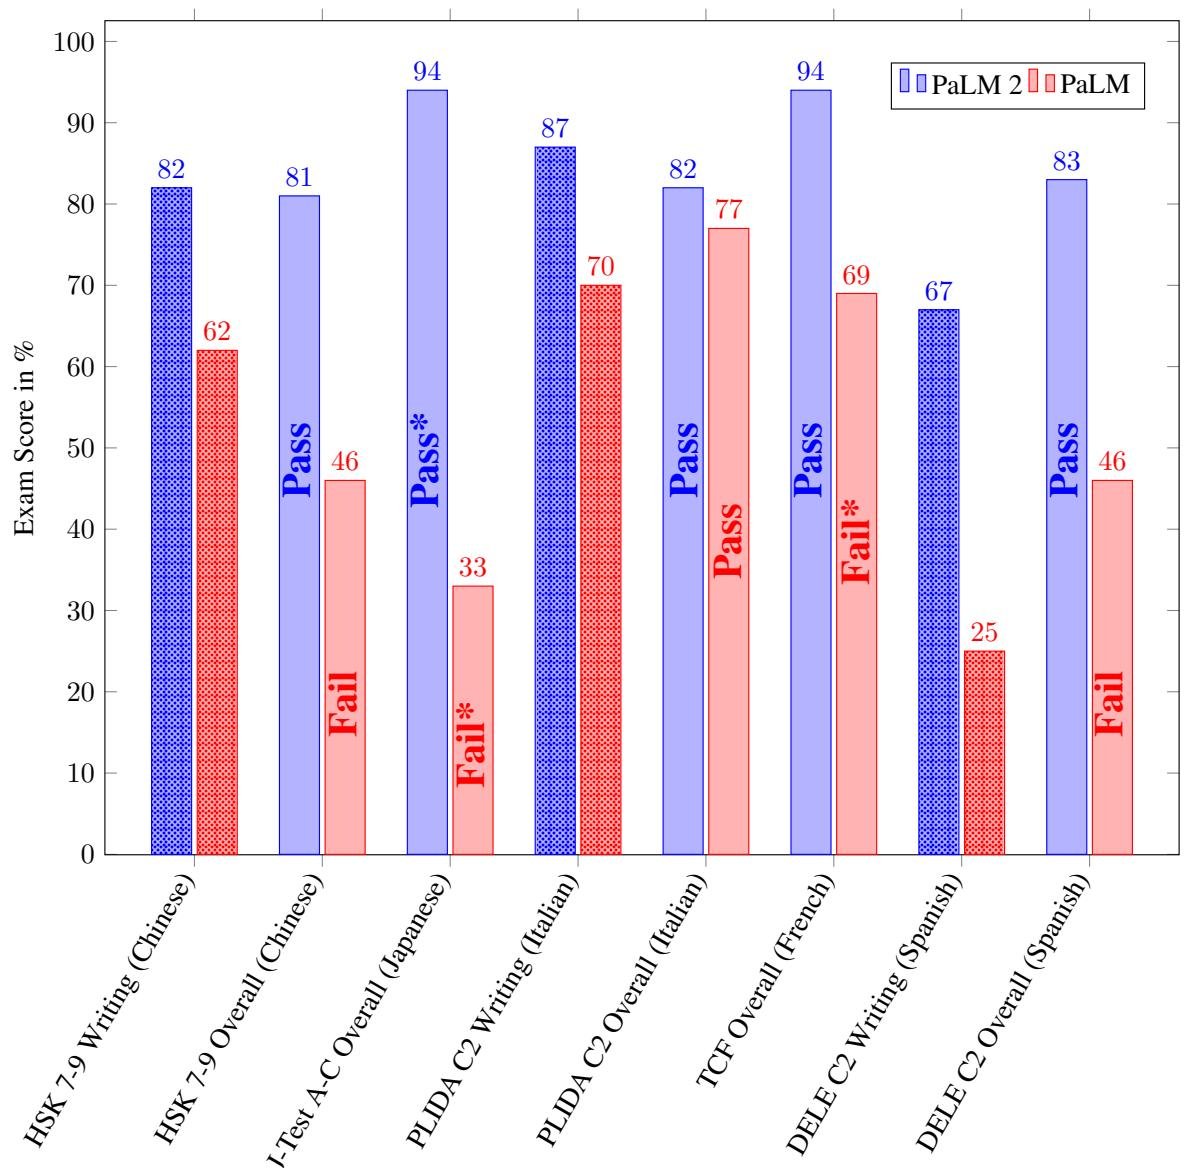 100
90
80
70
60
50
40
30
20
10
0
Exam Score in %
PaLM 2 PaLM
82
62
81
Pass
46
Fail
94
Pass*
33
Fail*
87
70
82
Pass
77
Pass
94
Pass
69
Fail*
67
25
83
Pass
46
Fail
HSK 7-9 Writing (Chinese)
HSK 7-9 Overall (Chinese)
J-Test A-C Overall (Japanese)
PLIDA C2 Writing (Italian)
PLIDA C2 Overall (Italian)
TCF Overall (French)
DELE C2 Writing (Spanish)
DELE C2 Overall (Spanish)